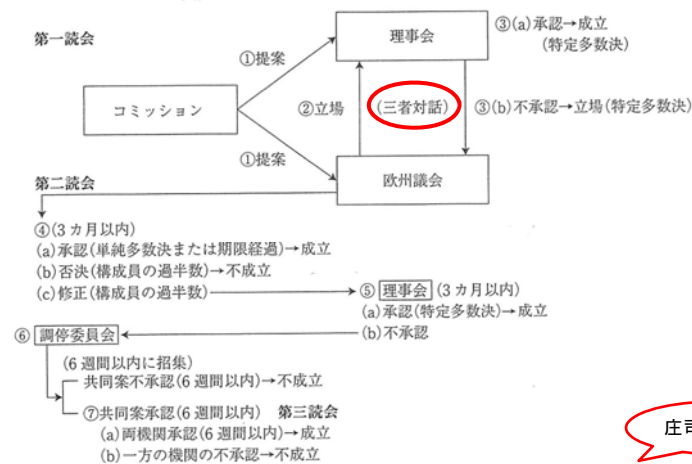 第一読会
理事会
③(a)承認→成立
(特定多数決)
①提案
コミッション
②立場
(三者対話)
③(b)不承認→立場(特定多数決)
①提案
欧州議会
第二読会
④(3カ月以内)
(a)承認(単純多数決または期限経過)→成立
(b)否決(構成員の過半数)→不成立
(c)修正(構成員の過半数)
⑤理事会(3カ月以内)
(a)承認(特定多数決)→成立
(b)不承認
⑥調停委員会
(6週間以内に招集)
共同案不承認(6週間以内)→不成立
⑦共同案承認(6週間以内) 第三読会
(a)両機関承認(6週間以内)→成立
(b)一方の機関の不承認→不成立
庄司